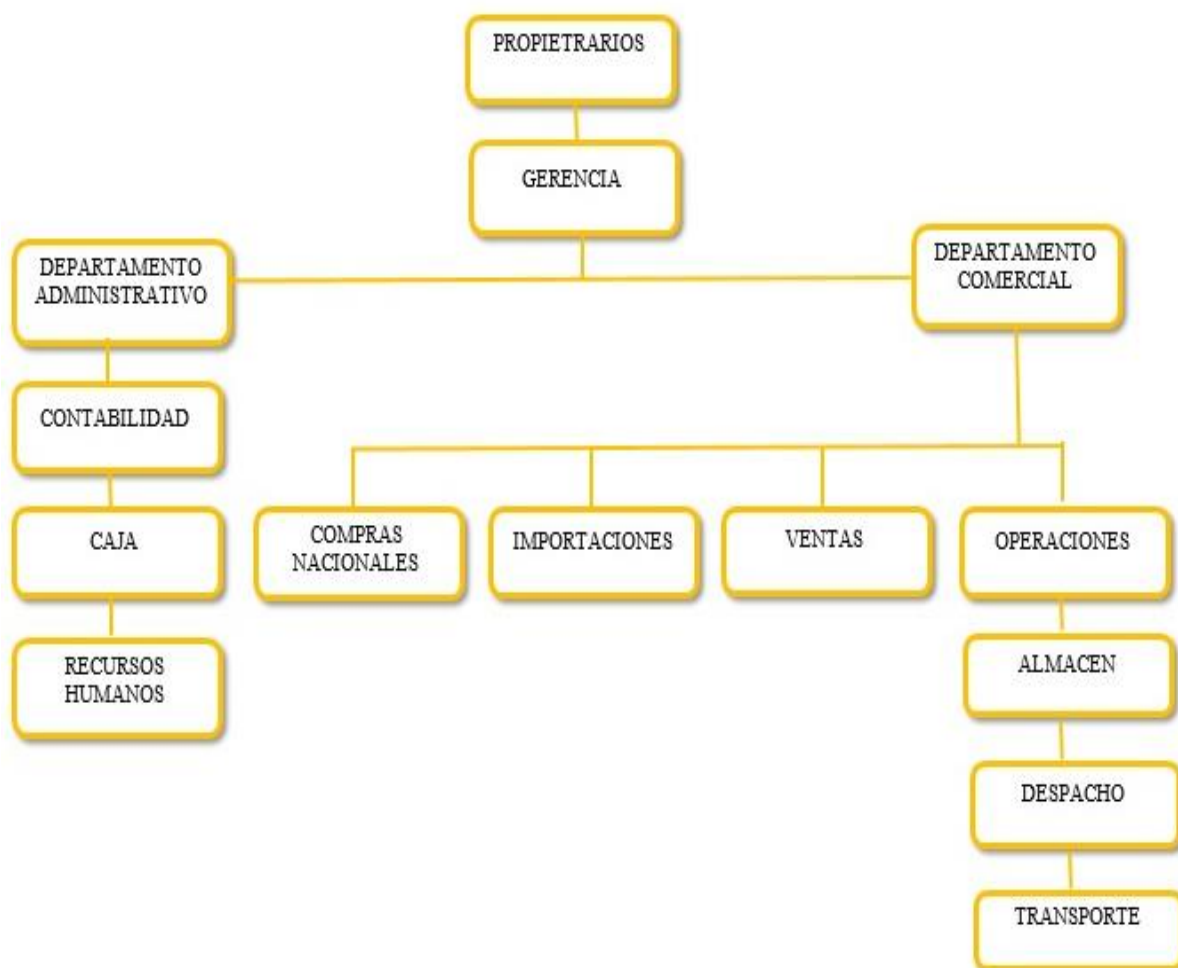 PROPIETRARIOS
GERENCIA
DEPARTAMENTO
ADMINISTRATIVO
DEPARTAMENTO
COMERCIAL
CONTABILIDAD
CAJA
RECURSOS
HUMANOS
COMPRAS
NACIONALES
IMPORTACIONES
VENTAS
OPERACIONES
ALMACEN
DESPACHO
TRANSPORTE